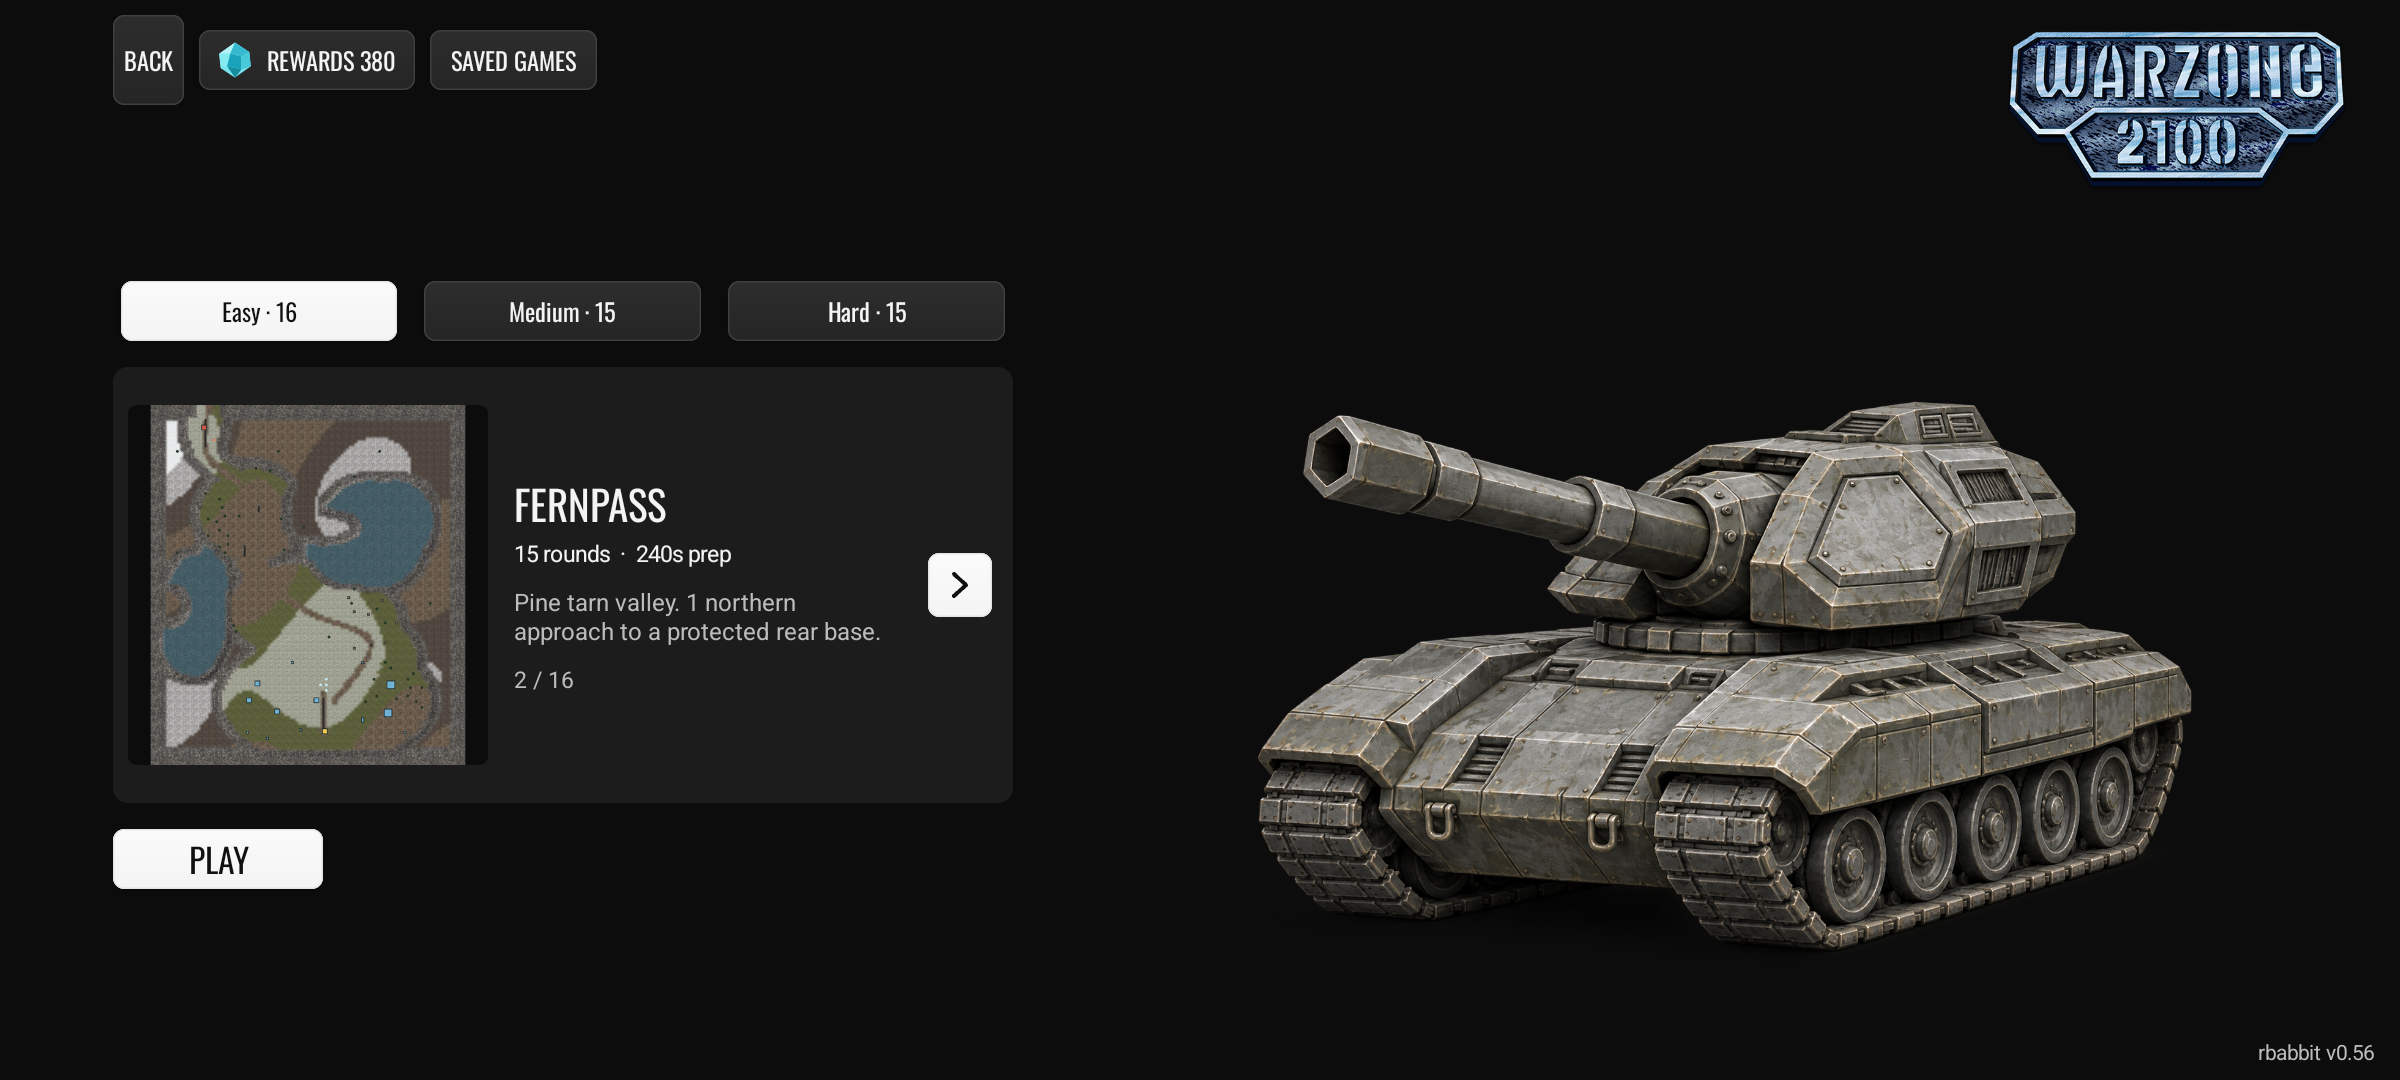 BACK
REWARDS 380
SAVED GAMES
WARZONE
2100
Easy · 16
Medium · 15
Hard · 15
FERNPASS
15 rounds · 240s prep
Pine tarn valley. 1 northern
approach to a protected rear base.
2 / 16
PLAY
rbabbit v0.56